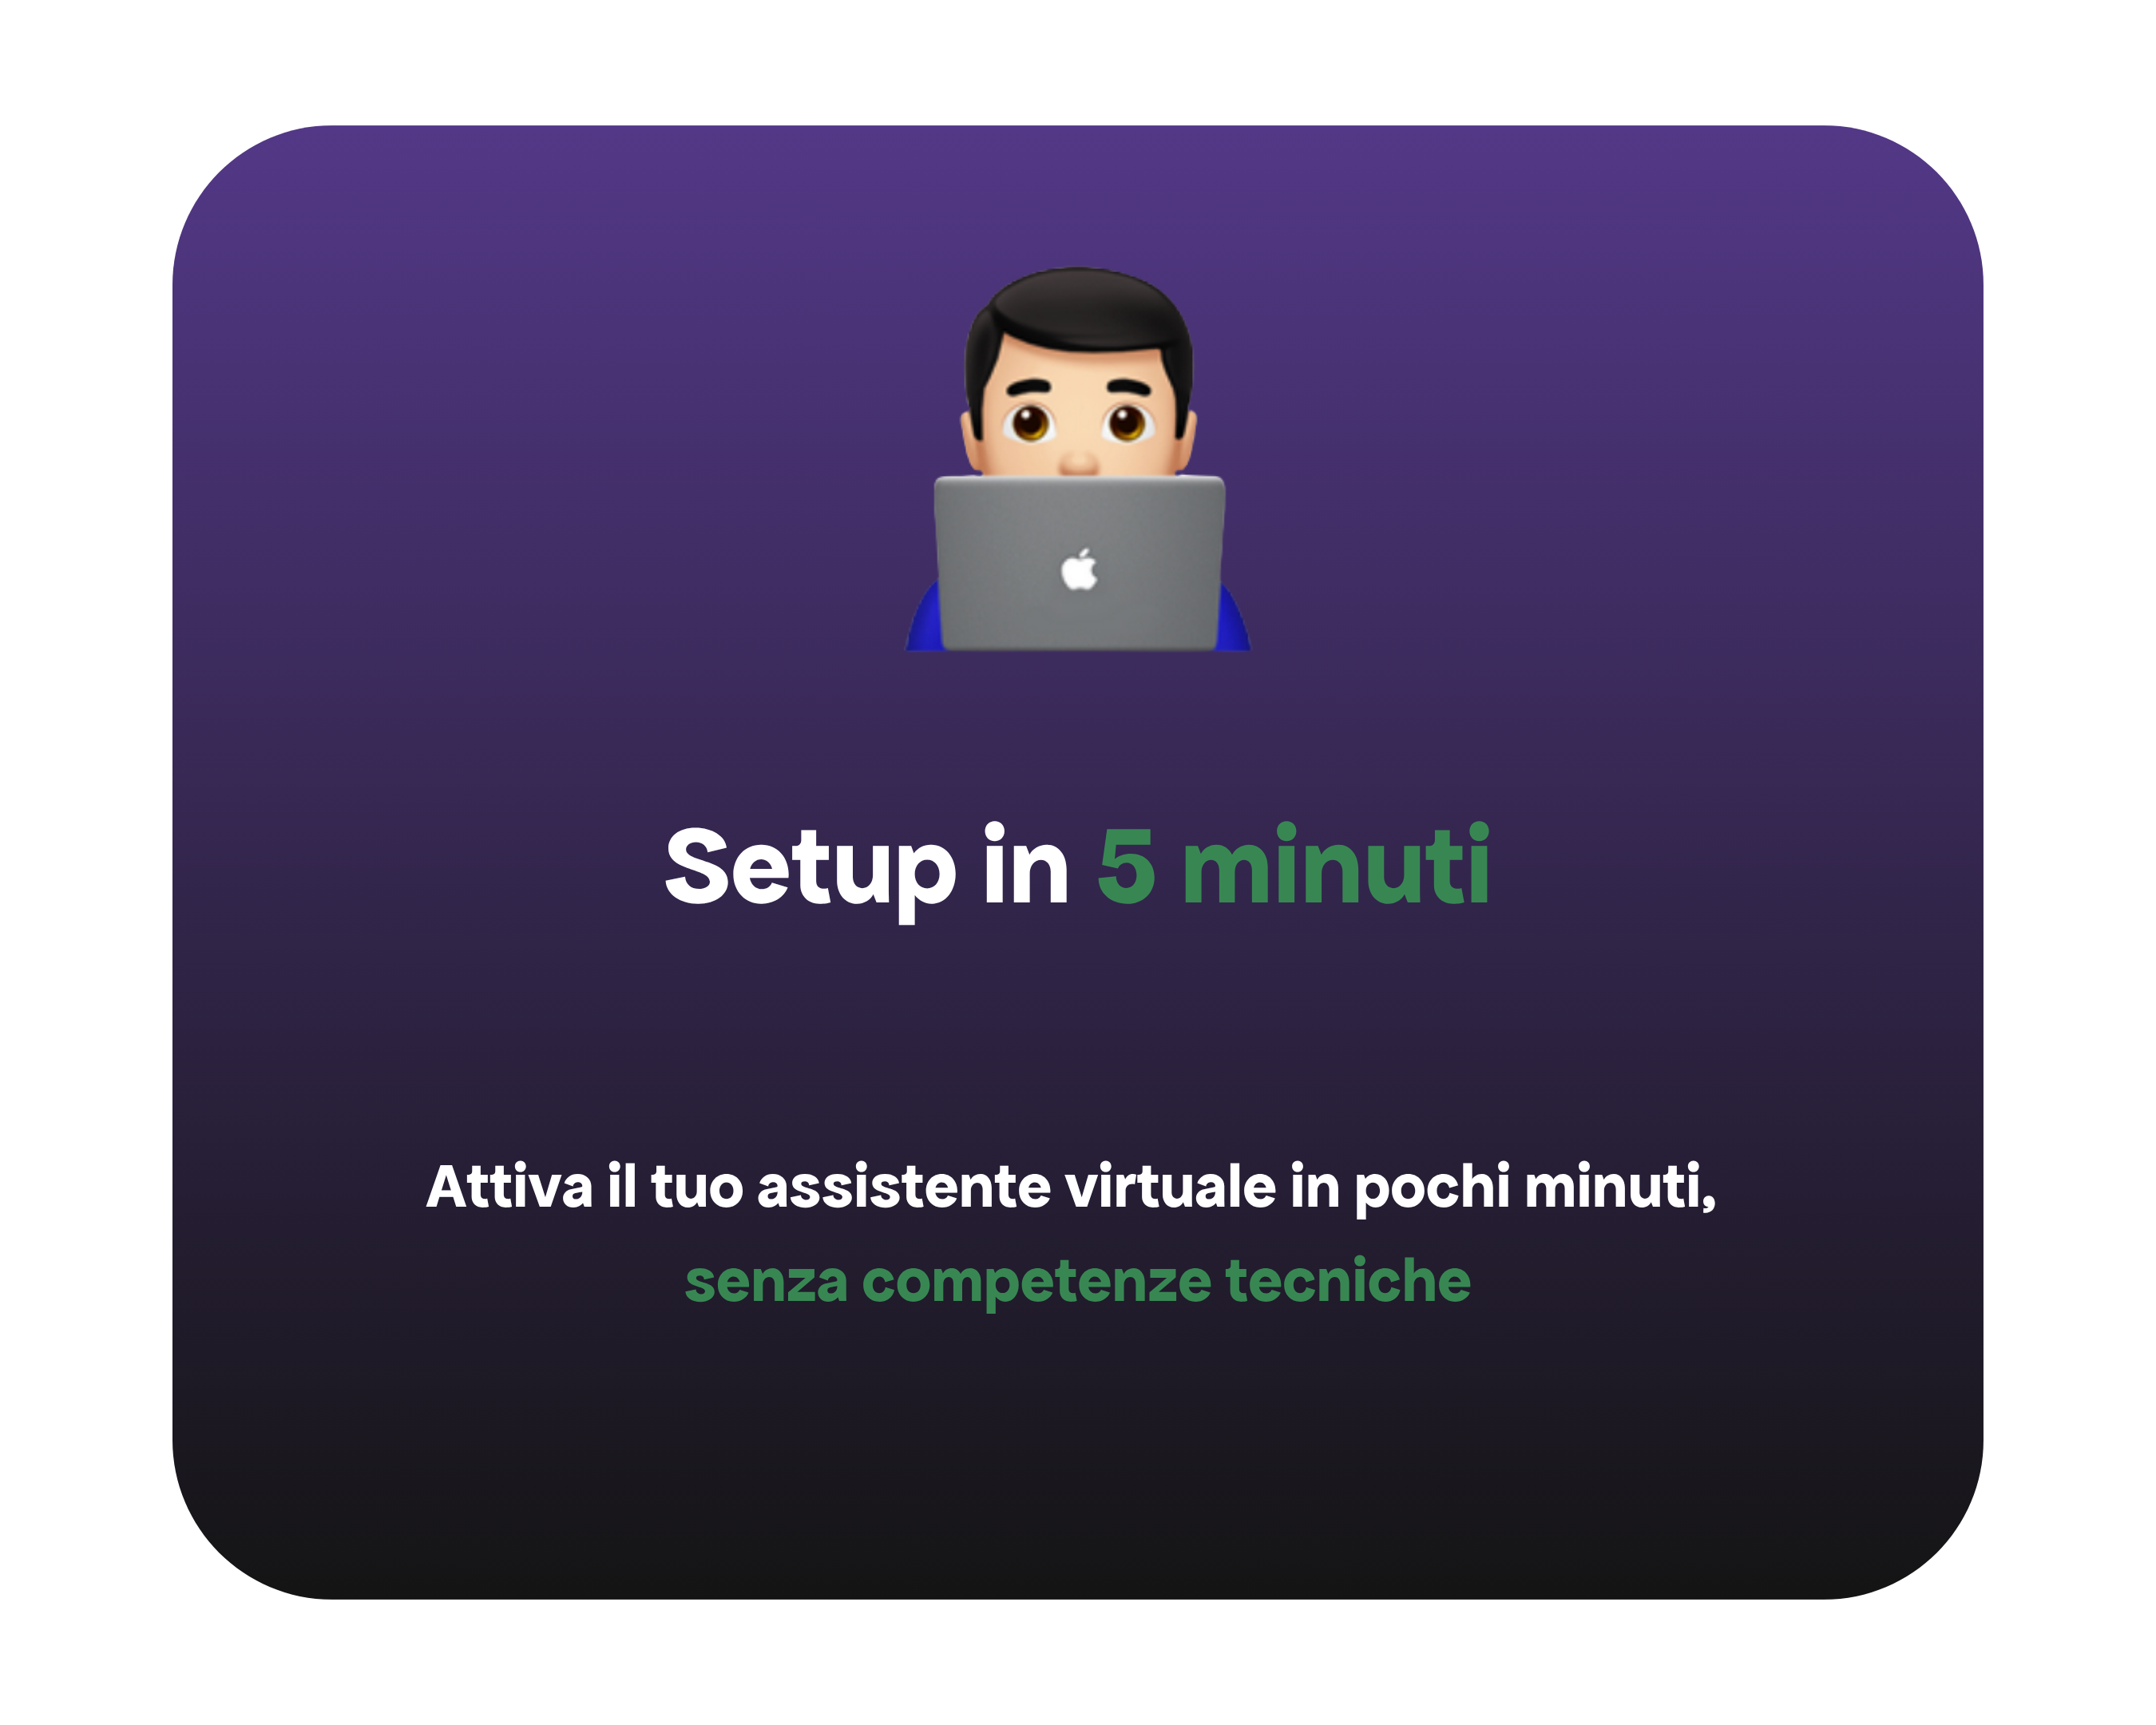 Setup in 5 minuti
Attiva il tuo assistente virtuale in pochi minuti,
senza competenze tecniche